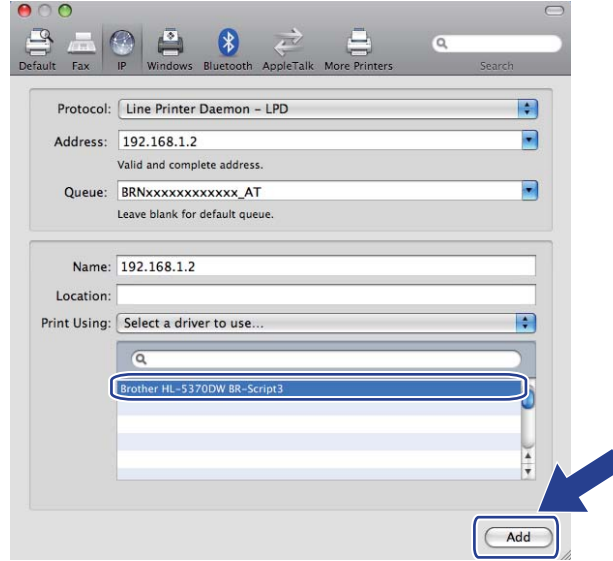 Default Fax IP Windows Bluetooth AppleTalk More Printers Search
Protocol: Line Printer Daemon – LPD
Address: 192.168.1.2
Valid and complete address.
Queue: BRNxxxxxxxxxxxx_AT
Leave blank for default queue.
Name: 192.168.1.2
Location:
Print Using: Select a driver to use...
Brother HL-5370DW BR-Script3
Add